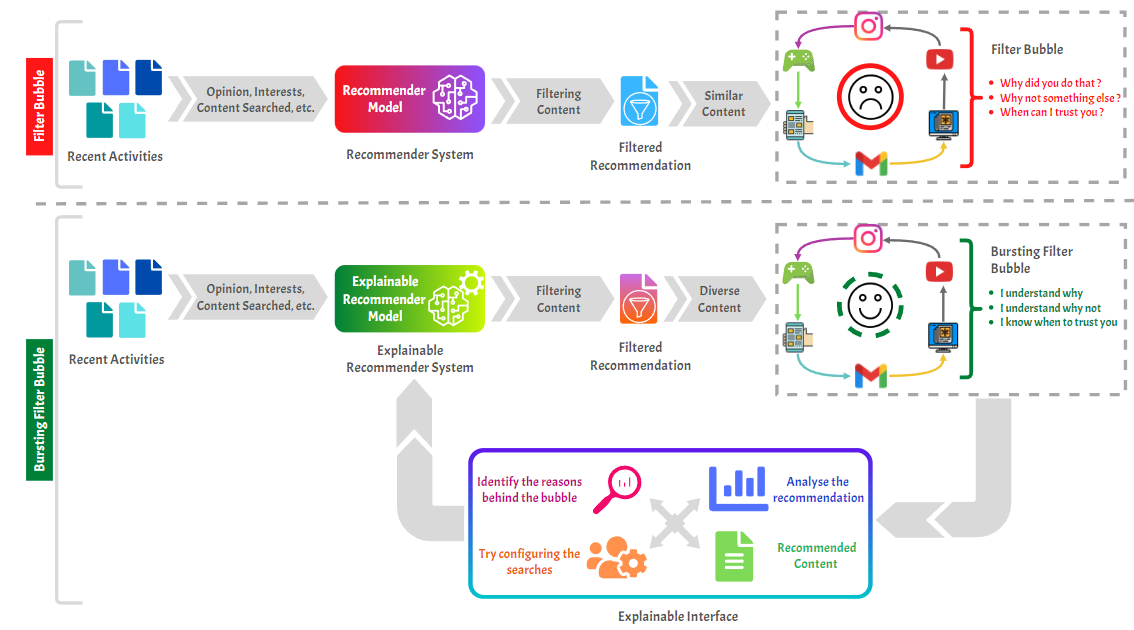 Filter Bubble
Recent Activities
Opinion, Interests,
Content Searched, etc.
Recommender
Model
Recommender System
Filtering
Content
Filtered
Recommendation
Similar
Content
Filter Bubble
Why did you do that ?
Why not something else?
When can I trust you ?
Bursting Filter Bubble
Recent Activities
Opinion, Interests,
Content Searched, etc.
Explainable
Recommender
Model
Explainable
Recommender System
Filtering
Content
Filtered
Recommendation
Diverse
Content
Bursting Filter
Bubble
I understand why
I understand why not
I know when to trust you
Identify the reasons
behind the bubble
Analyse the
recommendation
Try configuring the
searches
Recommended
Content
Explainable Interface